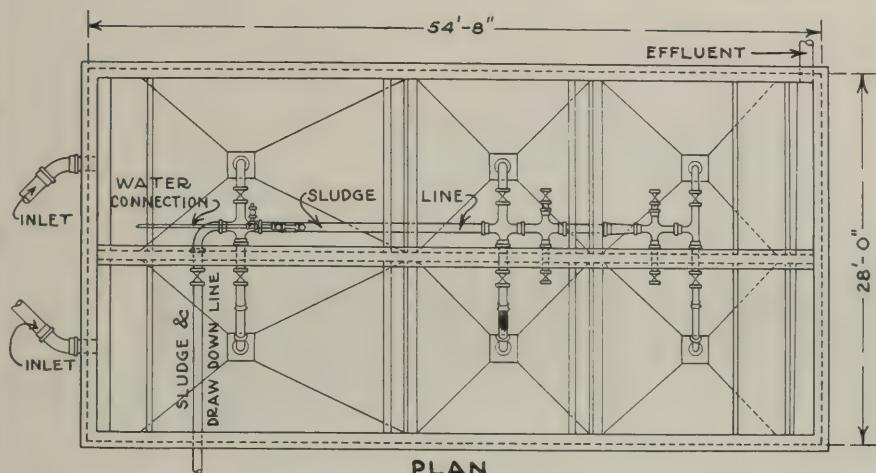 54'-8"
EFFLUENT
WATER
CONNECTION
SLUDGE
LINE
INLET
28'-0"
SLUDGE &
DRAW DOWN LINE
INLET
PLAN